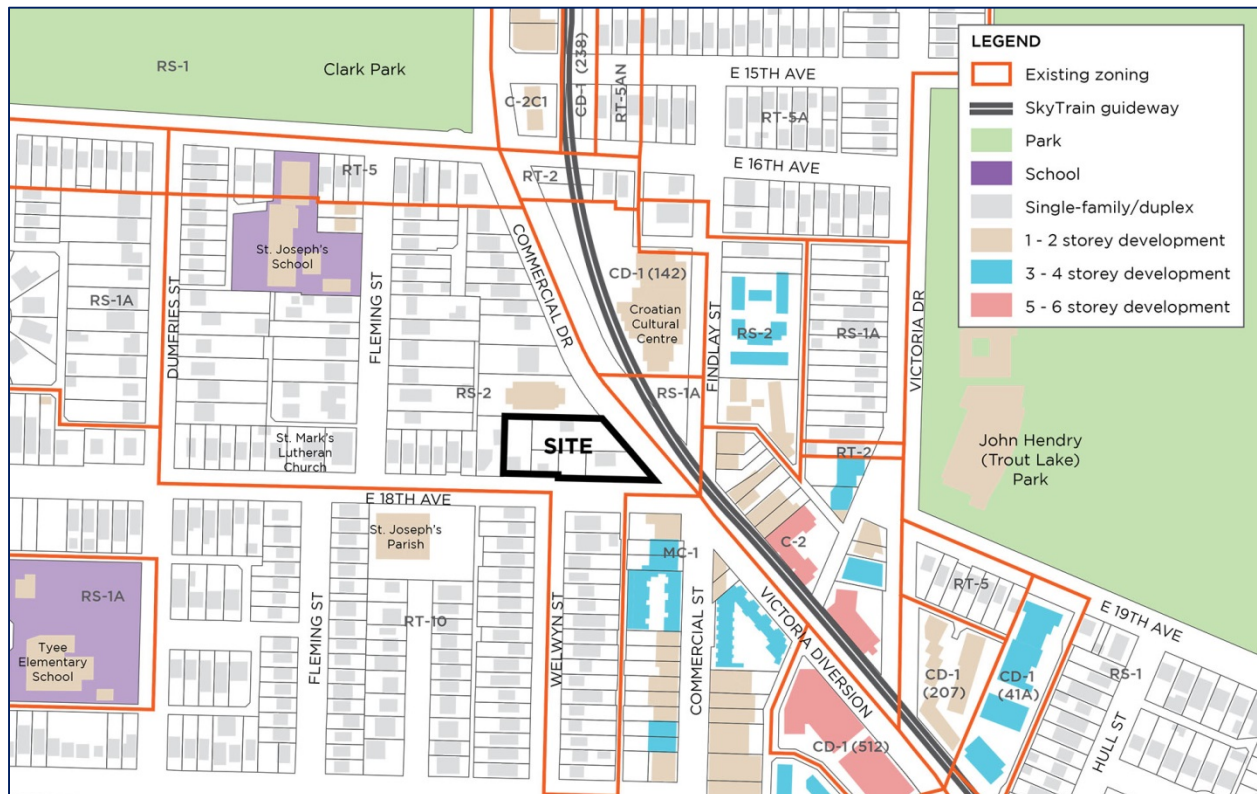 RS-1
Clark Park
C-2C1
CD-1 (238)
RT-5AN
E 15TH AVE
RT-5A
E 16TH AVE
LEGEND
Existing zoning
SkyTrain guideway
Park
School
Single-family/duplex
1 - 2 storey development
3 - 4 storey development
5 - 6 storey development
RT-5
RT-2
St. Joseph's
School
COMMERCIAL DR
CD-1 (142)
Croatian
Cultural
Centre
RS-1A
DUMFRIES ST
FLEMING ST
FINDLAY ST
RS-2
RS-1A
VICTORIA DR
RS-2
RS-1A
SITE
St. Mark's
Lutheran
Church
RT-2
John Hendry
(Trout Lake)
Park
E 18TH AVE
St. Joseph's
Parish
MC-1
C-2
RS-1A
Tyee
Elementary
School
FLEMING ST
RT-10
WELWYN ST
COMMERCIAL ST
VICTORIA DIVERSION
RT-5
E 19TH AVE
CD-1
(207)
CD-1
(41A)
RS-1
HULL ST
CD-1 (512)